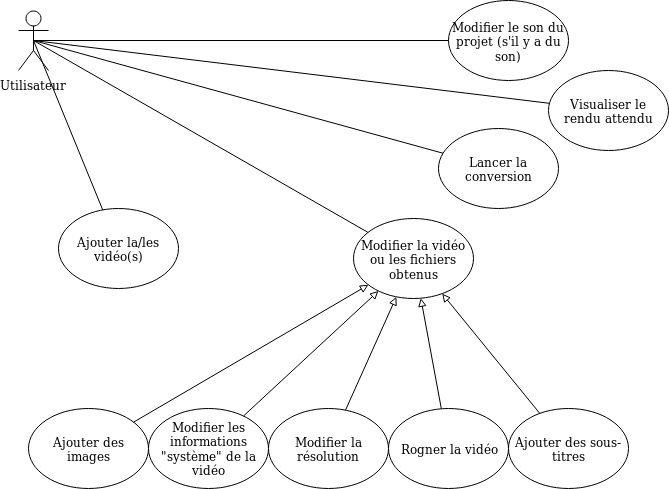 Modifier le son du
projet (s'il y a du
son)
Utilisateur
Visualiser le
rendu attendu
Lancer la
conversion
Ajouter la/les
vidéo(s)
Modifier la vidéo
ou les fichiers
obtenus
Ajouter des
images
Modifier les
informations
"système" de la
vidéo
Modifier la
résolution
Rogner la vidéo
Ajouter des sous-
titres